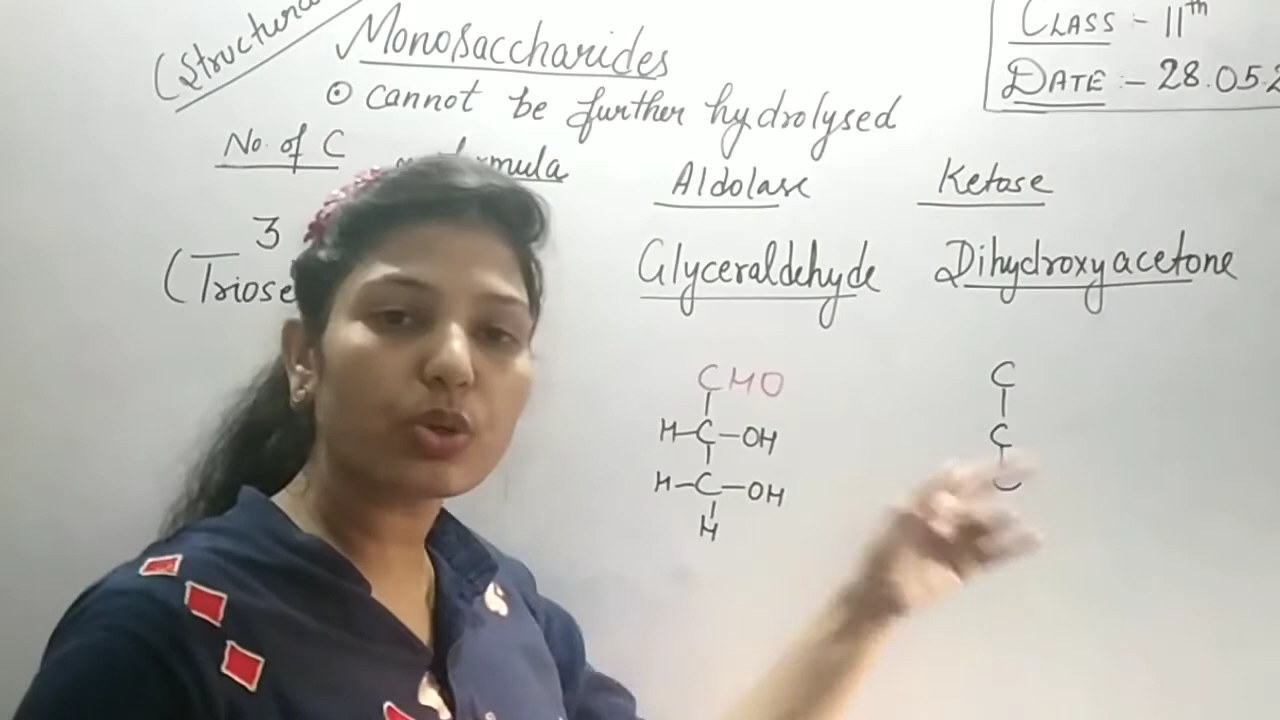 (Structura
Monosaccharides
⊙ cannot be further hydrolysed
CLASS :- 11th
DATE :- 28.05.2
No. of C
Aldolase
Ketose
3
(Triose
Glyceraldehyde
Dihydroxyacetone
CHO
H-C-OH
H-C-OH
H
C
C